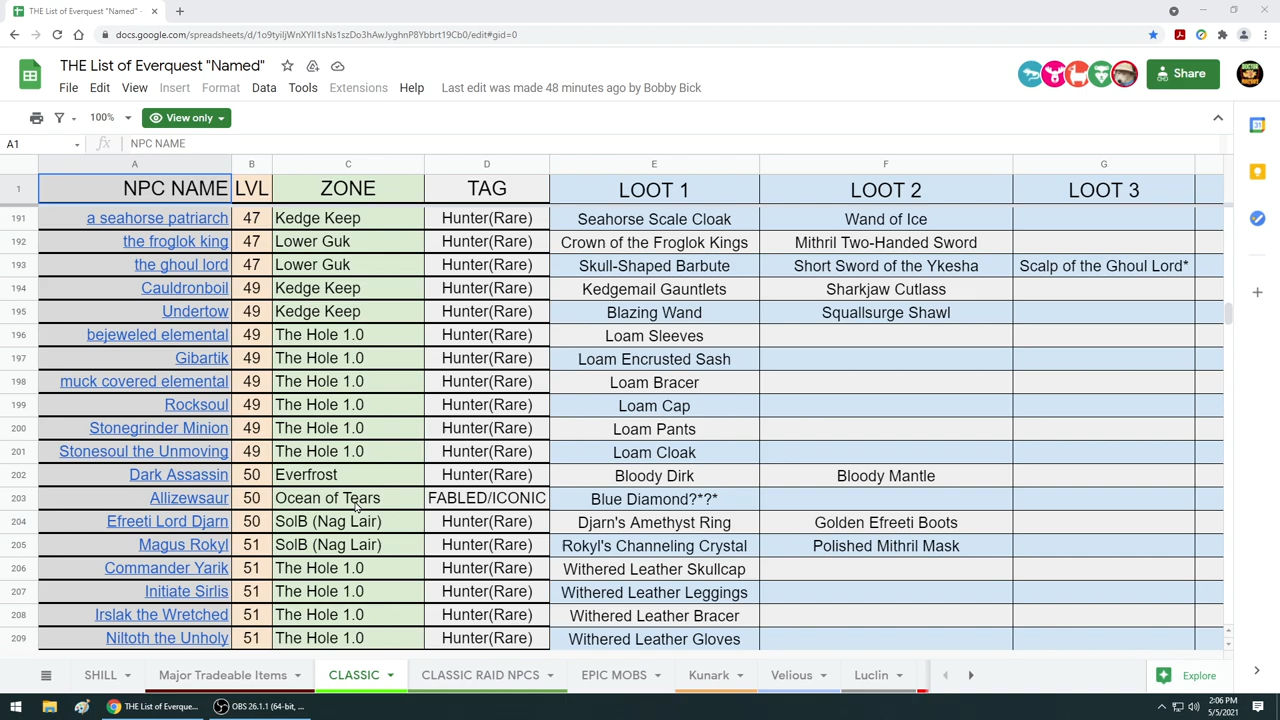 THE List of Everquest "Named" -
docs.google.com/spreadsheets/d/1o9tyiIjWnXYIl1sNs1szDo3hAwJyghnP8Ybbrt19Cb0/edit#gid=0
THE List of Everquest "Named"
File Edit View Insert Format Data Tools Extensions Help Last edit was made 48 minutes ago by Bobby Bick
Share
100% View only
A1 fx NPC NAME
A B C D E F G
1 NPC NAME LVL ZONE TAG LOOT 1 LOOT 2 LOOT 3
191 a seahorse patriarch 47 Kedge Keep Hunter(Rare) Seahorse Scale Cloak Wand of Ice
192 the froglok king 47 Lower Guk Hunter(Rare) Crown of the Froglok Kings Mithril Two-Handed Sword
193 the ghoul lord 47 Lower Guk Hunter(Rare) Skull-Shaped Barbute Short Sword of the Ykesha Scalp of the Ghoul Lord*
194 Cauldronboil 49 Kedge Keep Hunter(Rare) Kedgemail Gauntlets Sharkjaw Cutlass
195 Undertow 49 Kedge Keep Hunter(Rare) Blazing Wand Squallsurge Shawl
196 bejeweled elemental 49 The Hole 1.0 Hunter(Rare) Loam Sleeves
197 Gibartik 49 The Hole 1.0 Hunter(Rare) Loam Encrusted Sash
198 muck covered elemental 49 The Hole 1.0 Hunter(Rare) Loam Bracer
199 Rocksoul 49 The Hole 1.0 Hunter(Rare) Loam Cap
200 Stonegrinder Minion 49 The Hole 1.0 Hunter(Rare) Loam Pants
201 Stonesoul the Unmoving 49 The Hole 1.0 Hunter(Rare) Loam Cloak
202 Dark Assassin 50 Everfrost Hunter(Rare) Bloody Dirk Bloody Mantle
203 Allizewsaur 50 Ocean of Tears FABLED/ICONIC Blue Diamond?*?*
204 Efreeti Lord Djarn 50 SolB (Nag Lair) Hunter(Rare) Djarn's Amethyst Ring Golden Efreeti Boots
205 Magus Rokyl 51 SolB (Nag Lair) Hunter(Rare) Rokyl's Channeling Crystal Polished Mithril Mask
206 Commander Yarik 51 The Hole 1.0 Hunter(Rare) Withered Leather Skullcap
207 Initiate Sirlis 51 The Hole 1.0 Hunter(Rare) Withered Leather Leggings
208 Irslak the Wretched 51 The Hole 1.0 Hunter(Rare) Withered Leather Bracer
209 Niltoth the Unholy 51 The Hole 1.0 Hunter(Rare) Withered Leather Gloves
SHILL Major Tradeable Items CLASSIC CLASSIC RAID NPCS EPIC MOBS Kunark Velious Luclin Explore
THE List of Everque... OBS 26.1.1 (64-bit, ...
2:06 PM
5/5/2021